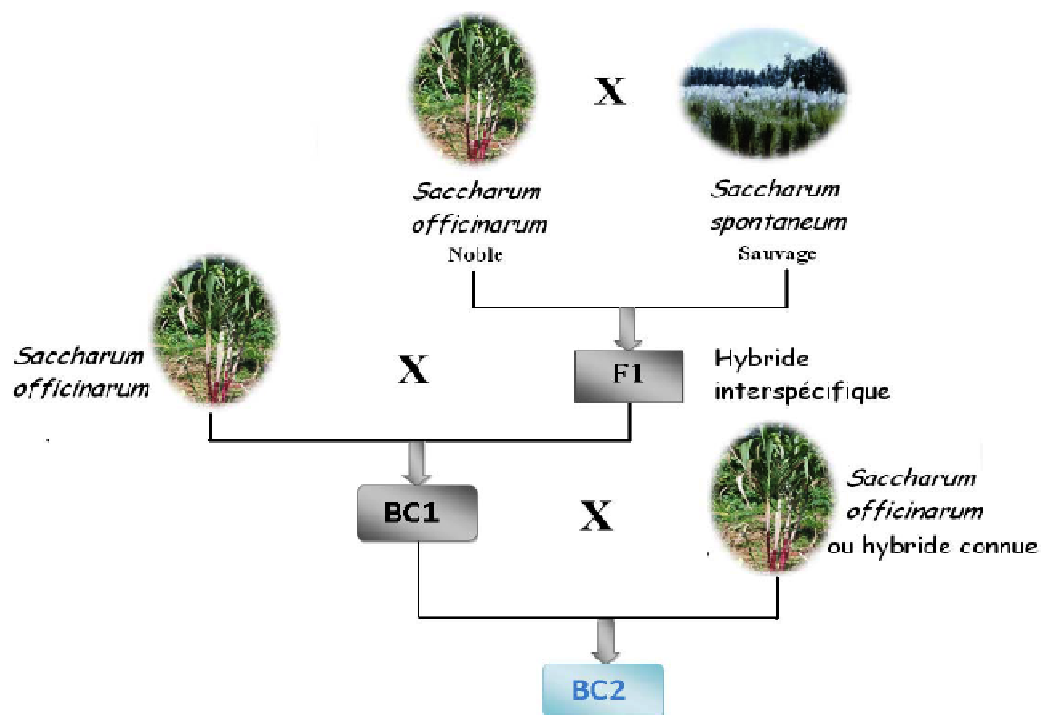 X
Saccharum
officinarum
Noble
Saccharum
spontaneum
Sauvage
Saccharum
officinarum
X
F1
Hybride
interspécifique
BC1
X
Saccharum
officinarum
ou hybride connue
BC2